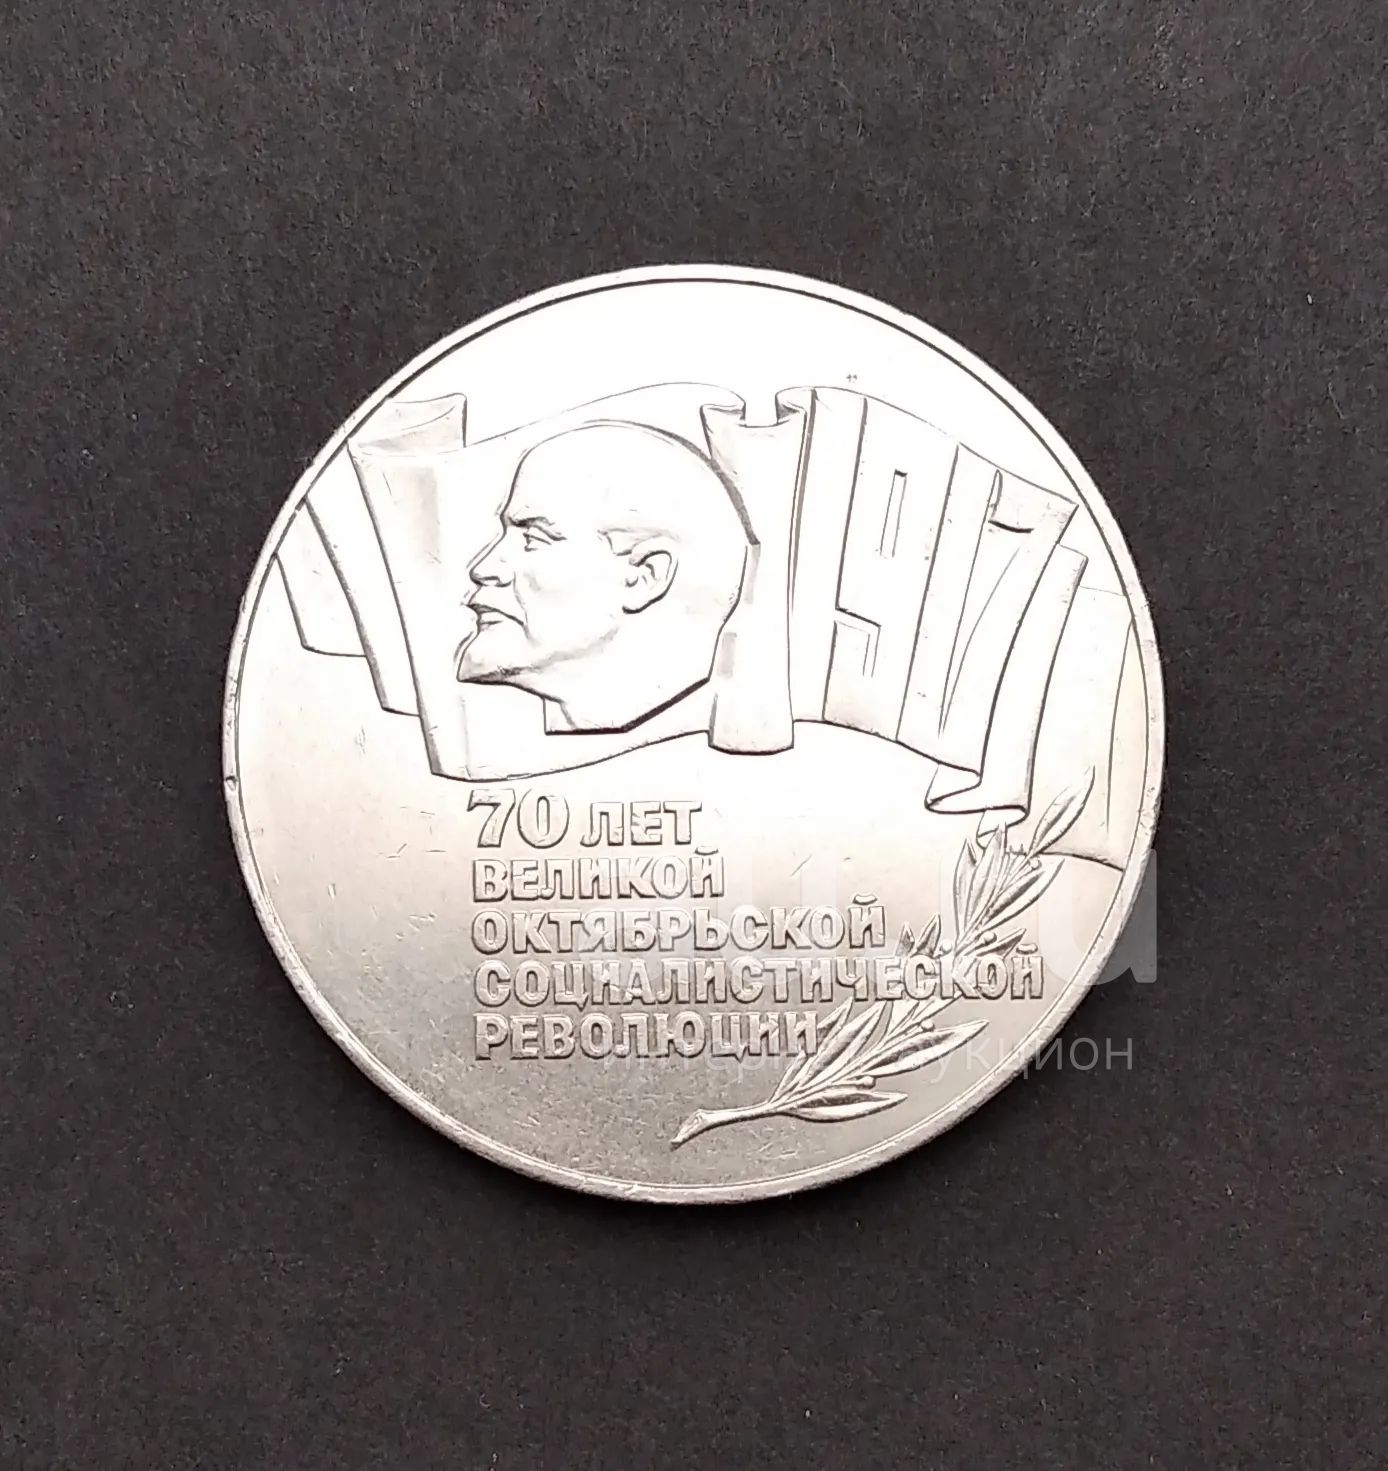 1917
70 ЛЕТ
ВЕЛИКОЙ
ОКТЯБРЬСКОЙ
СОЦИАЛИСТИЧЕСКОЙ
РЕВОЛЮЦИИ